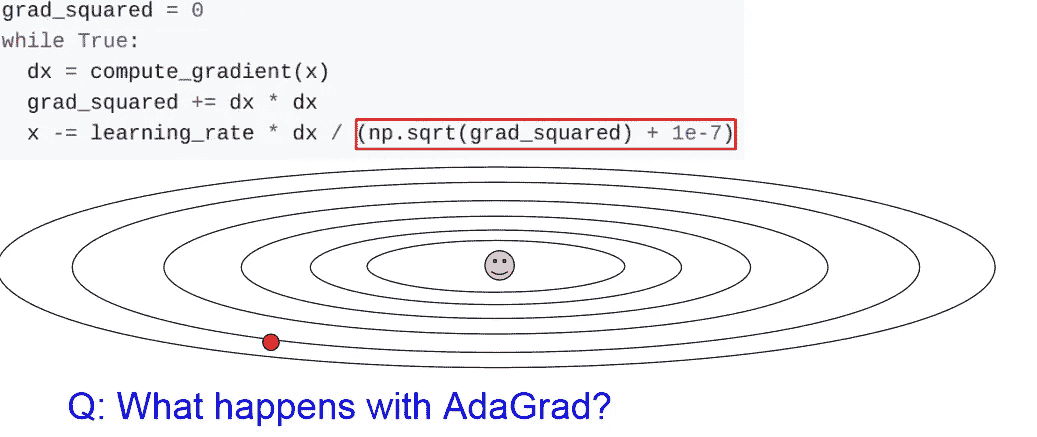 grad_squared = 0
while True:
  dx = compute_gradient(x)
  grad_squared += dx * dx
  x -= learning_rate * dx / (np.sqrt(grad_squared) + 1e-7)
Q: What happens with AdaGrad?